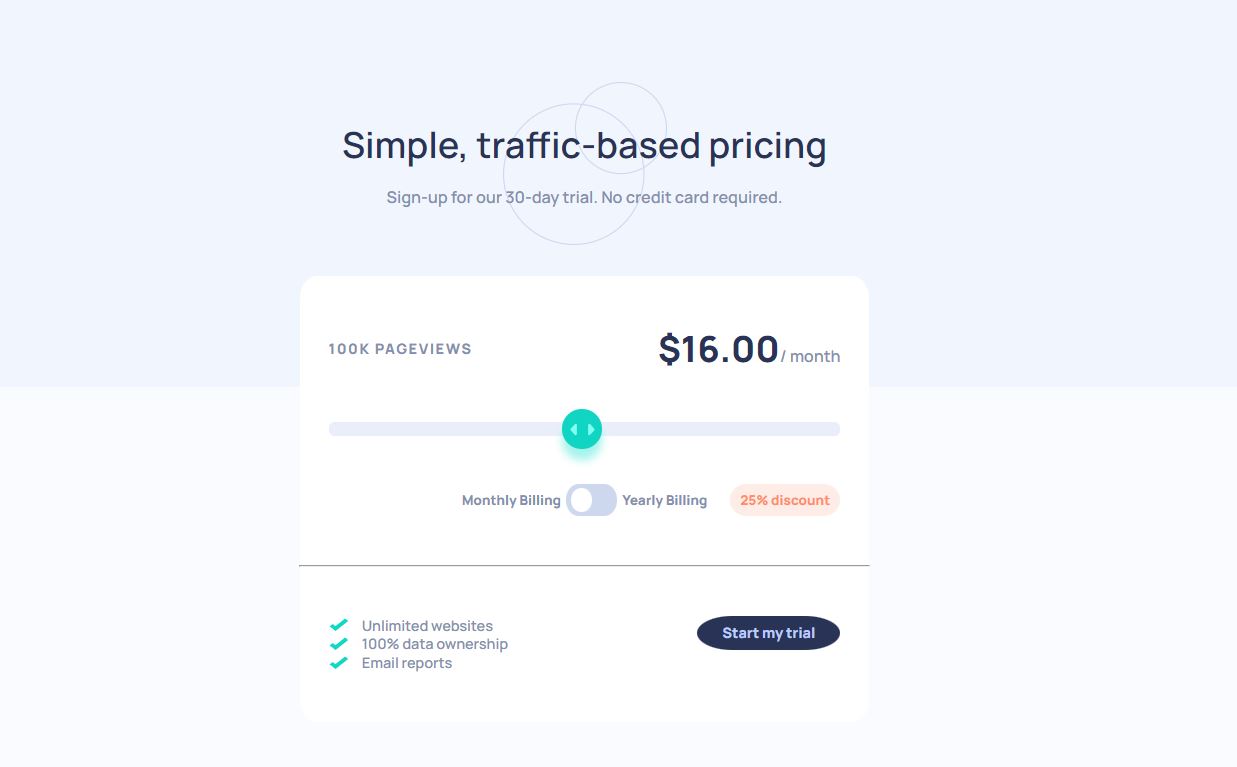 Simple, traffic-based pricing
Sign-up for our 30-day trial. No credit card required.
100K PAGEVIEWS
$16.00 / month
Monthly Billing Yearly Billing 25% discount
Unlimited websites
100% data ownership
Email reports
Start my trial